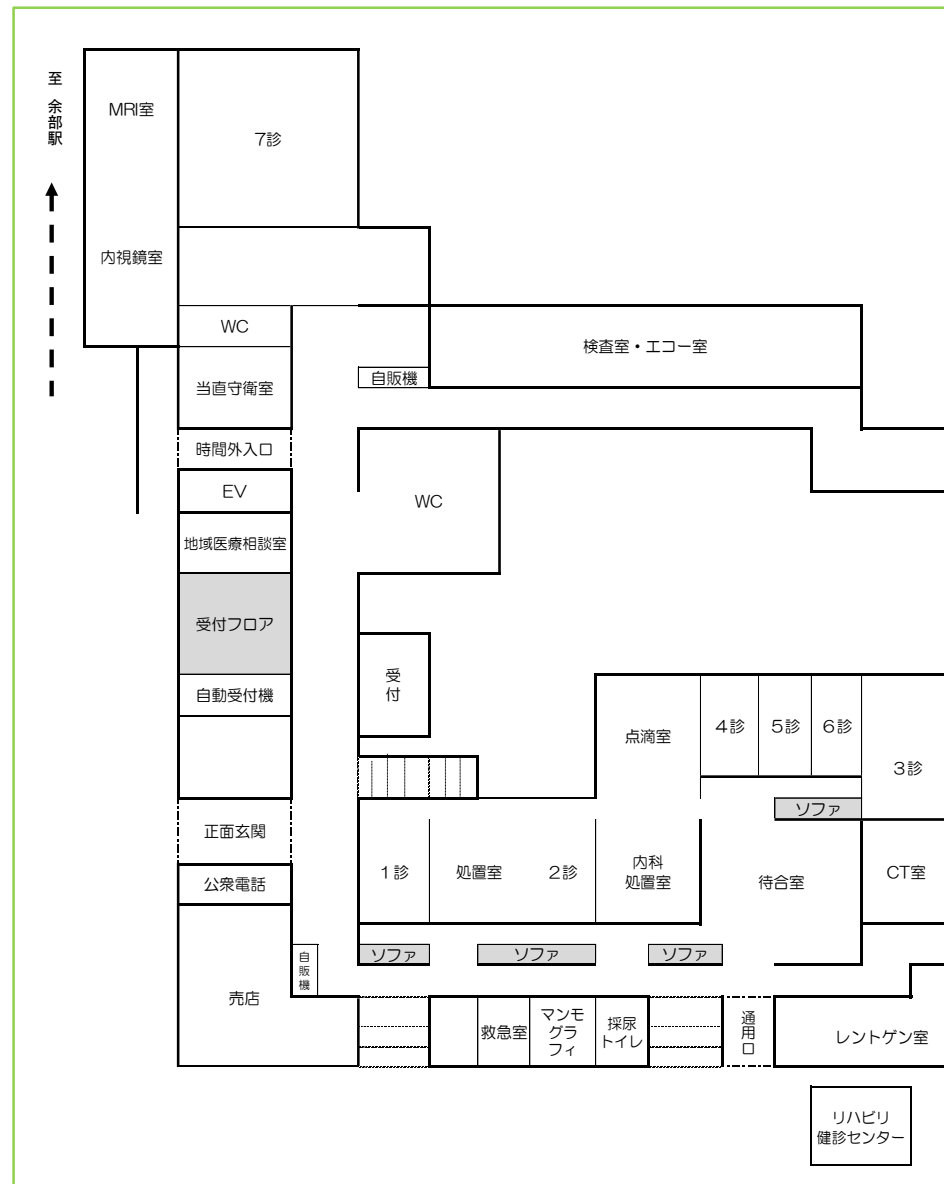 至 余部駅
MRI室
7診
内視鏡室
WC
検査室・エコー室
自販機
当直守衛室
時間外入口
EV
WC
地域医療相談室
受付フロア
受
付
自動受付機
点滴室
4診
5診
6診
3診
ソファ
正面玄関
1診
処置室
2診
内科
処置室
待合室
CT室
公衆電話
ソファ
ソファ
ソファ
自販機
売店
救急室
マンモ
グラ
フィ
採尿
トイレ
通用口
レントゲン室
リハビリ
健診センター